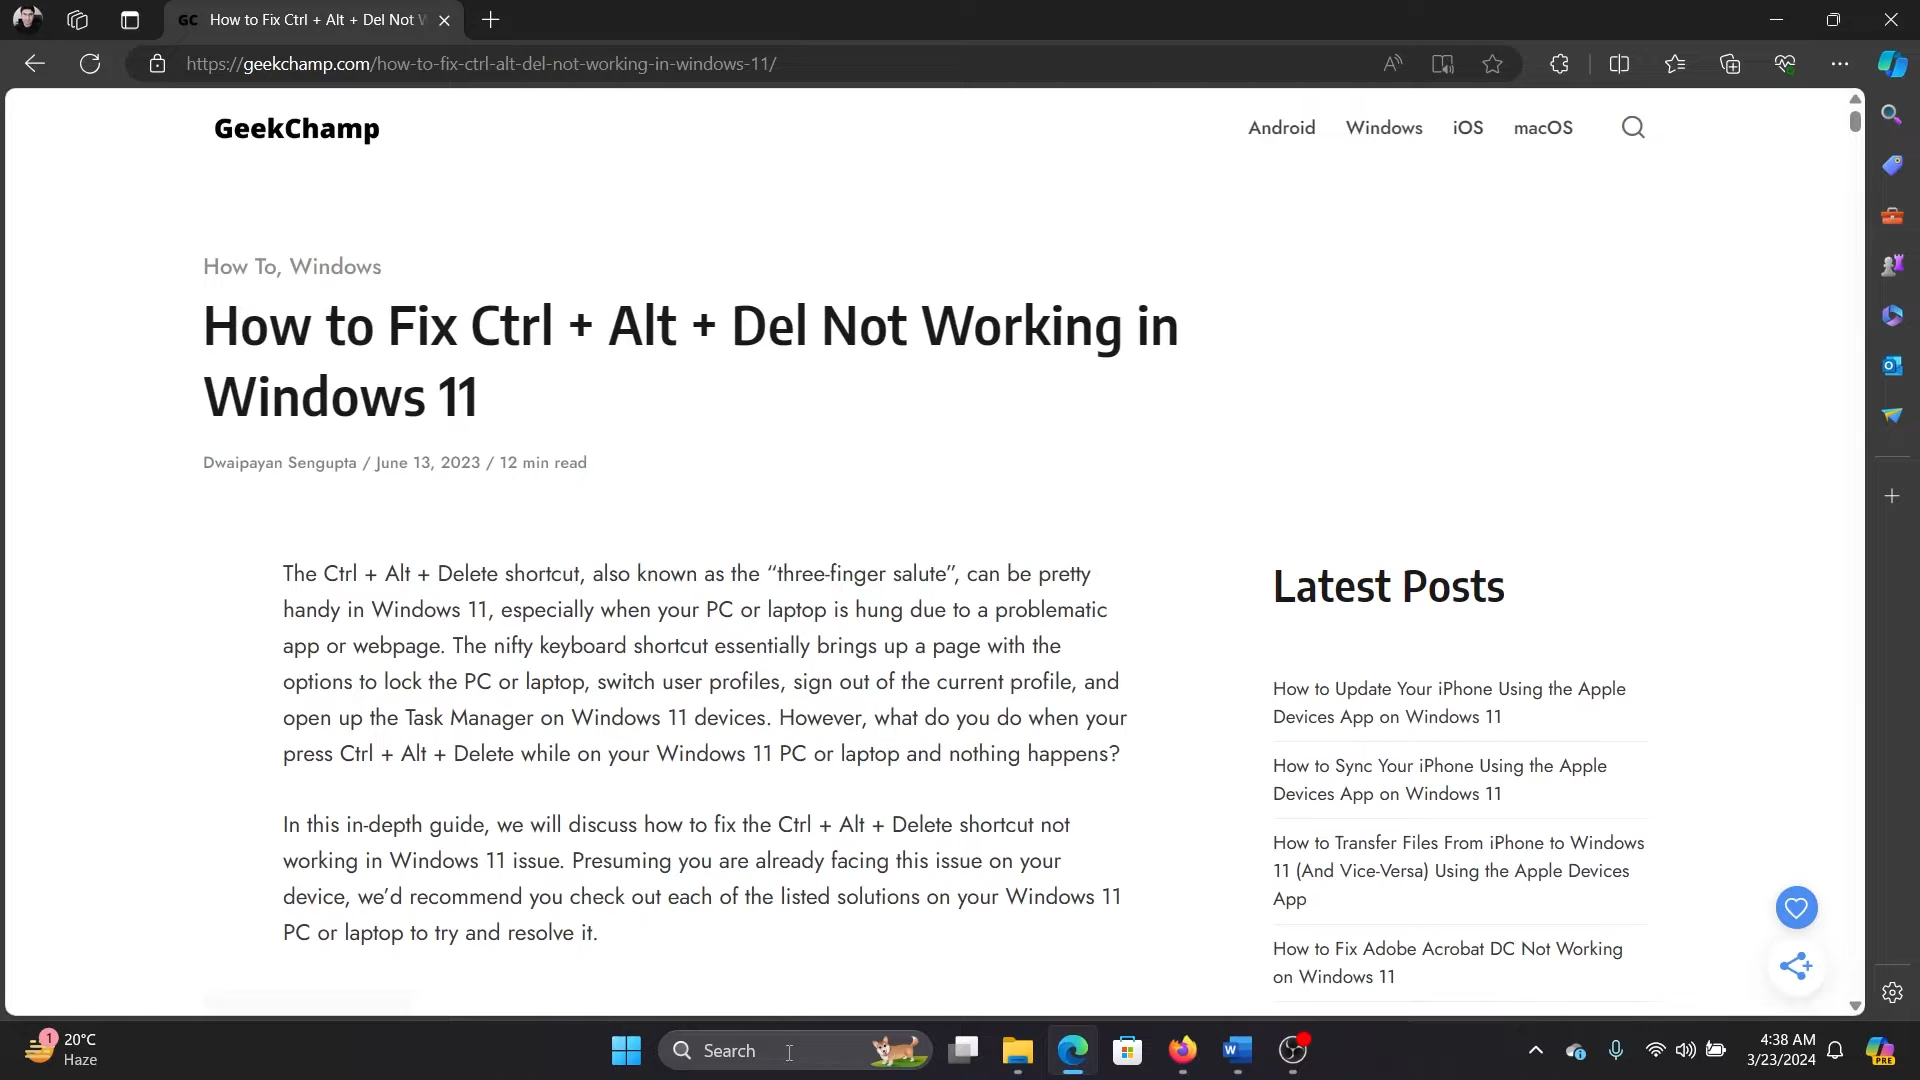 GC How to Fix Ctrl + Alt + Del Not W
https://geekchamp.com/how-to-fix-ctrl-alt-del-not-working-in-windows-11/
GeekChamp
Android Windows iOS macOS
How To, Windows
How to Fix Ctrl + Alt + Del Not Working in
Windows 11
Dwaipayan Sengupta / June 13, 2023 / 12 min read
The Ctrl + Alt + Delete shortcut, also known as the “three-finger salute”, can be pretty
handy in Windows 11, especially when your PC or laptop is hung due to a problematic
app or webpage. The nifty keyboard shortcut essentially brings up a page with the
options to lock the PC or laptop, switch user profiles, sign out of the current profile, and
open up the Task Manager on Windows 11 devices. However, what do you do when your
press Ctrl + Alt + Delete while on your Windows 11 PC or laptop and nothing happens?
In this in-depth guide, we will discuss how to fix the Ctrl + Alt + Delete shortcut not
working in Windows 11 issue. Presuming you are already facing this issue on your
device, we’d recommend you check out each of the listed solutions on your Windows 11
PC or laptop to try and resolve it.
Latest Posts
How to Update Your iPhone Using the Apple
Devices App on Windows 11
How to Sync Your iPhone Using the Apple
Devices App on Windows 11
How to Transfer Files From iPhone to Windows
11 (And Vice-Versa) Using the Apple Devices
App
How to Fix Adobe Acrobat DC Not Working
on Windows 11
1
20°C
Haze
Search
4:38 AM
3/23/2024
PRE